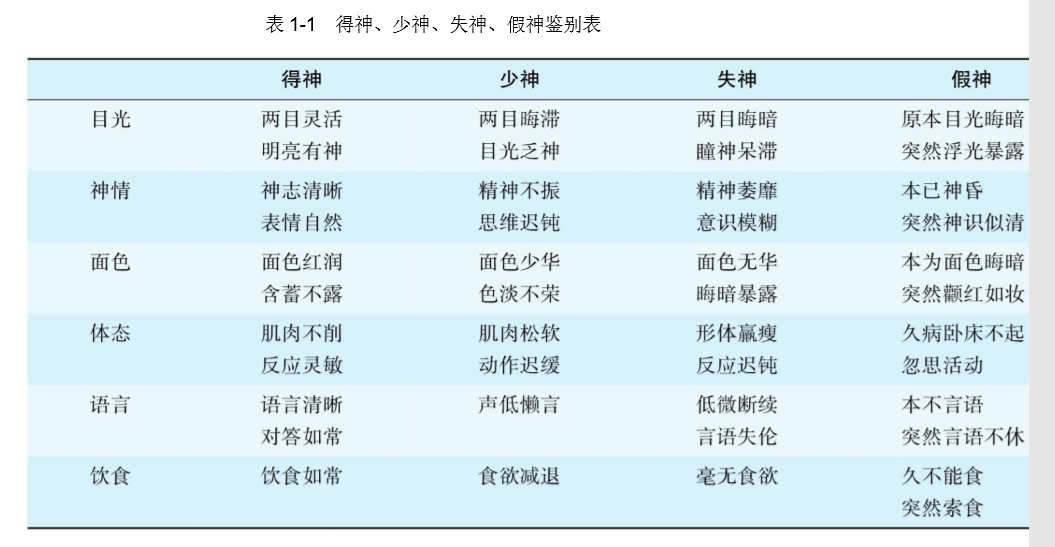 表 1-1 得神、少神、失神、假神鉴别表
得神 少神 失神 假神
目光 两目灵活 两目晦滞 两目晦暗 原本目光晦暗
明亮有神 目光乏神 瞳神呆滞 突然浮光暴露
神情 神志清晰 精神不振 精神萎靡 本已神昏
表情自然 思维迟钝 意识模糊 突然神识似清
面色 面色红润 面色少华 面色无华 本为面色晦暗
含蓄不露 色淡不荣 晦暗暴露 突然颧红如妆
体态 肌肉不削 肌肉松软 形体羸瘦 久病卧床不起
反应灵敏 动作迟缓 反应迟钝 忽思活动
语言 语言清晰 声低懒言 低微断续 本不言语
对答如常 言语失伦 突然言语不休
饮食 饮食如常 食欲减退 毫无食欲 久不能食
突然索食